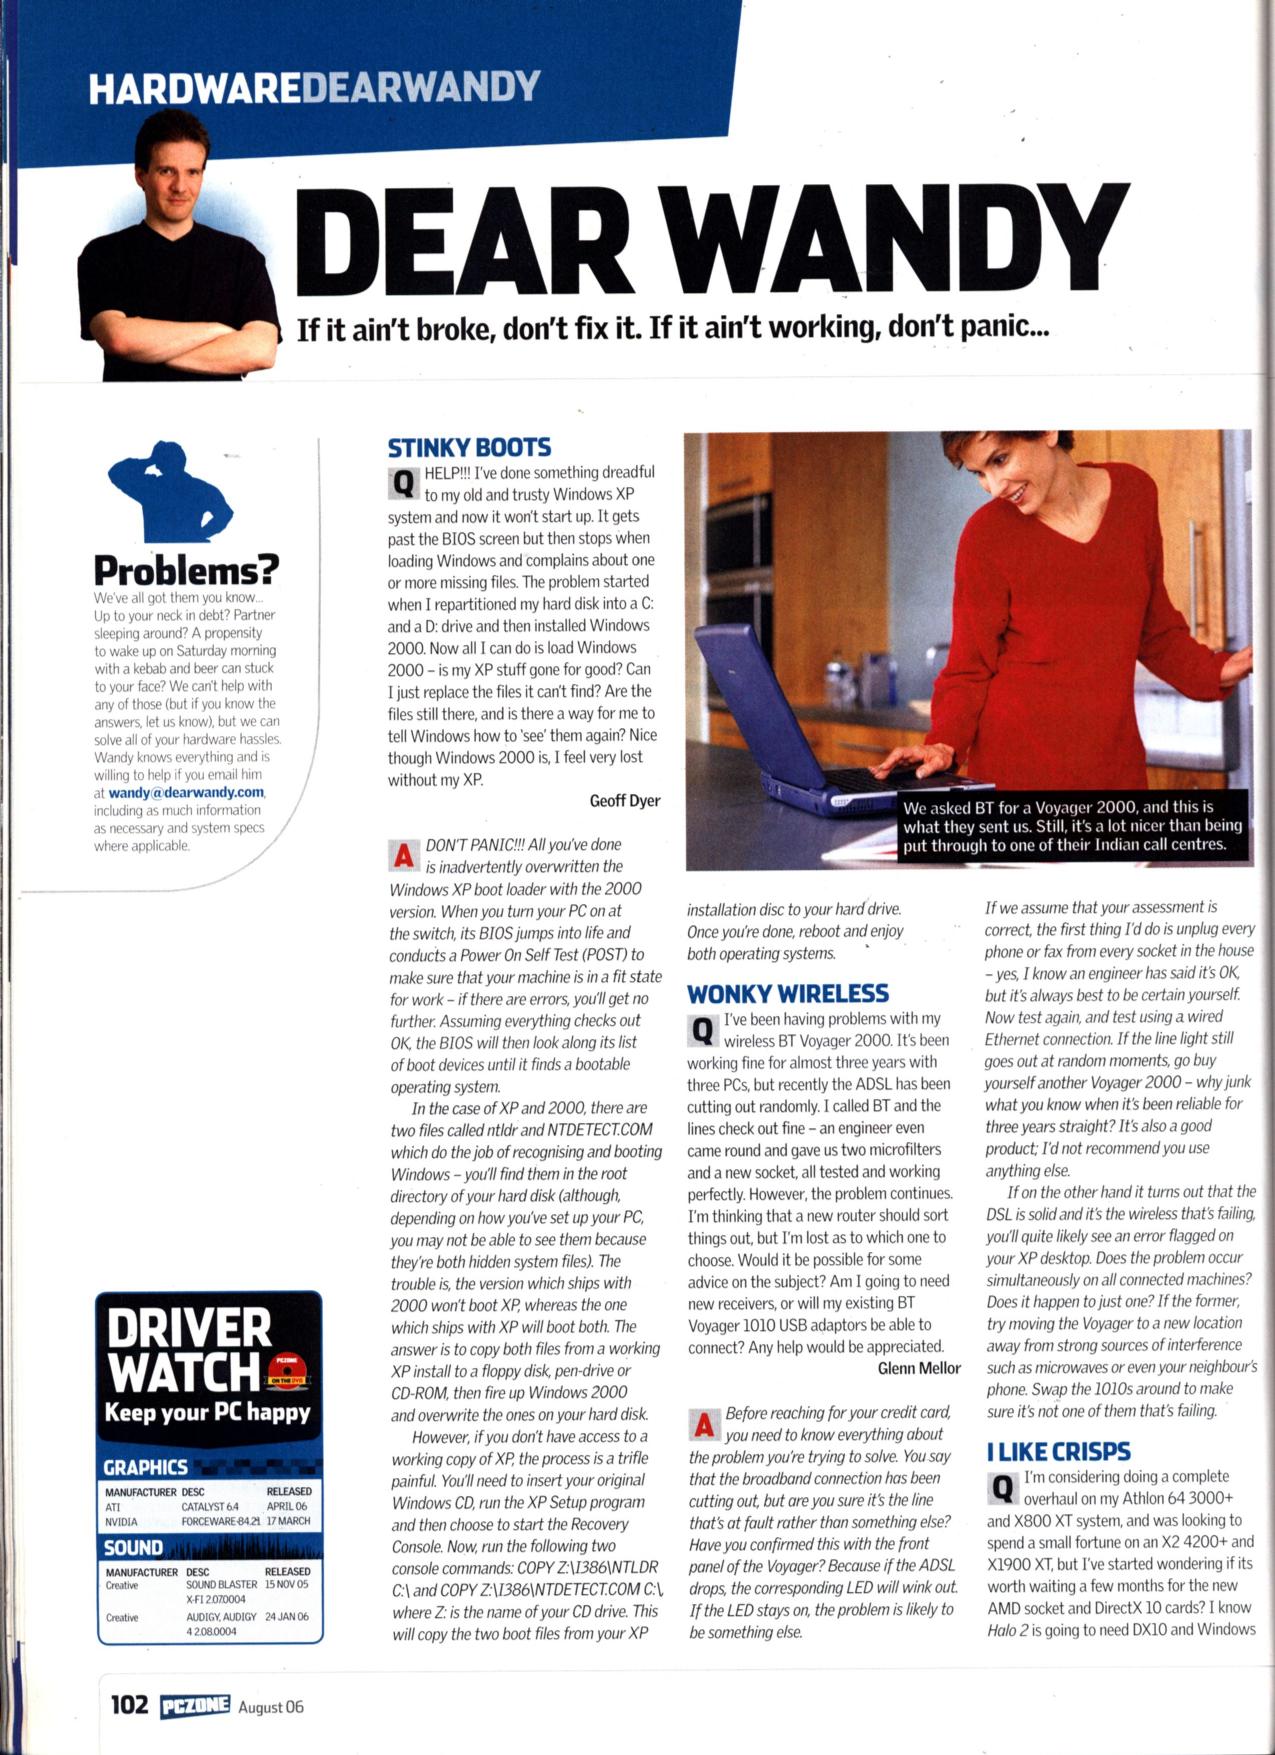 HARDWAREDEARWANDY
DEAR WANDY
If it ain't broke, don't fix it. If it ain't working, don't panic...
Problems?
We've all got them you know...
Up to your neck in debt? Partner
sleeping around? A propensity
to wake up on Saturday morning
with a kebab and beer can stuck
to your face? We can't help with
any of those (but if you know the
answers, let us know), but we can
solve all of your hardware hassles.
Wandy knows everything and is
willing to help if you email him
at wandy@dearwandy.com,
including as much information
as necessary and system specs
where applicable.
DRIVER
WATCH
PCZONE
ON THE DVD
Keep your PC happy
GRAPHICS
MANUFACTURER DESC RELEASED
ATI CATALYST 6.4 APRIL 06
NVIDIA FORCEWARE 84.21 17 MARCH
SOUND
MANUFACTURER DESC RELEASED
Creative SOUND BLASTER 15 NOV 05
X-FI 2.07.0004
Creative AUDIGY, AUDIGY 24 JAN 06
4 2.08.0004
STINKY BOOTS
Q HELP!!! I've done something dreadful
to my old and trusty Windows XP
system and now it won't start up. It gets
past the BIOS screen but then stops when
loading Windows and complains about one
or more missing files. The problem started
when I repartitioned my hard disk into a C:
and a D: drive and then installed Windows
2000. Now all I can do is load Windows
2000 – is my XP stuff gone for good? Can
I just replace the files it can't find? Are the
files still there, and is there a way for me to
tell Windows how to 'see' them again? Nice
though Windows 2000 is, I feel very lost
without my XP.
Geoff Dyer
A DON'T PANIC!!! All you've done
is inadvertently overwritten the
Windows XP boot loader with the 2000
version. When you turn your PC on at
the switch, its BIOS jumps into life and
conducts a Power On Self Test (POST) to
make sure that your machine is in a fit state
for work – if there are errors, you'll get no
further. Assuming everything checks out
OK, the BIOS will then look along its list
of boot devices until it finds a bootable
operating system.
In the case of XP and 2000, there are
two files called ntldr and NTDETECT.COM
which do the job of recognising and booting
Windows – you'll find them in the root
directory of your hard disk (although,
depending on how you've set up your PC,
you may not be able to see them because
they're both hidden system files). The
trouble is, the version which ships with
2000 won't boot XP, whereas the one
which ships with XP will boot both. The
answer is to copy both files from a working
XP install to a floppy disk, pen-drive or
CD-ROM, then fire up Windows 2000
and overwrite the ones on your hard disk.
However, if you don't have access to a
working copy of XP, the process is a trifle
painful. You'll need to insert your original
Windows CD, run the XP Setup program
and then choose to start the Recovery
Console. Now, run the following two
console commands: COPY Z:\I386\NTLDR
C:\ and COPY Z:\I386\NTDETECT.COM C:\,
where Z: is the name of your CD drive. This
will copy the two boot files from your XP
We asked BT for a Voyager 2000, and this is
what they sent us. Still, it's a lot nicer than being
put through to one of their Indian call centres.
installation disc to your hard drive.
Once you're done, reboot and enjoy
both operating systems.
WONKY WIRELESS
Q I've been having problems with my
wireless BT Voyager 2000. It's been
working fine for almost three years with
three PCs, but recently the ADSL has been
cutting out randomly. I called BT and the
lines check out fine – an engineer even
came round and gave us two microfilters
and a new socket, all tested and working
perfectly. However, the problem continues.
I'm thinking that a new router should sort
things out, but I'm lost as to which one to
choose. Would it be possible for some
advice on the subject? Am I going to need
new receivers, or will my existing BT
Voyager 1010 USB adaptors be able to
connect? Any help would be appreciated.
Glenn Mellor
A Before reaching for your credit card,
you need to know everything about
the problem you're trying to solve. You say
that the broadband connection has been
cutting out, but are you sure it's the line
that's at fault rather than something else?
Have you confirmed this with the front
panel of the Voyager? Because if the ADSL
drops, the corresponding LED will wink out.
If the LED stays on, the problem is likely to
be something else.
If we assume that your assessment is
correct, the first thing I'd do is unplug every
phone or fax from every socket in the house
– yes, I know an engineer has said it's OK,
but it's always best to be certain yourself.
Now test again, and test using a wired
Ethernet connection. If the line light still
goes out at random moments, go buy
yourself another Voyager 2000 – why junk
what you know when it's been reliable for
three years straight? It's also a good
product; I'd not recommend you use
anything else.
If on the other hand it turns out that the
DSL is solid and it's the wireless that's failing,
you'll quite likely see an error flagged on
your XP desktop. Does the problem occur
simultaneously on all connected machines?
Does it happen to just one? If the former,
try moving the Voyager to a new location
away from strong sources of interference
such as microwaves or even your neighbour's
phone. Swap the 1010s around to make
sure it's not one of them that's failing.
I LIKE CRISPS
Q I'm considering doing a complete
overhaul on my Athlon 64 3000+
and X800 XT system, and was looking to
spend a small fortune on an X2 4200+ and
X1900 XT, but I've started wondering if its
worth waiting a few months for the new
AMD socket and DirectX 10 cards? I know
Halo 2 is going to need DX10 and Windows
102 PCZONE August 06